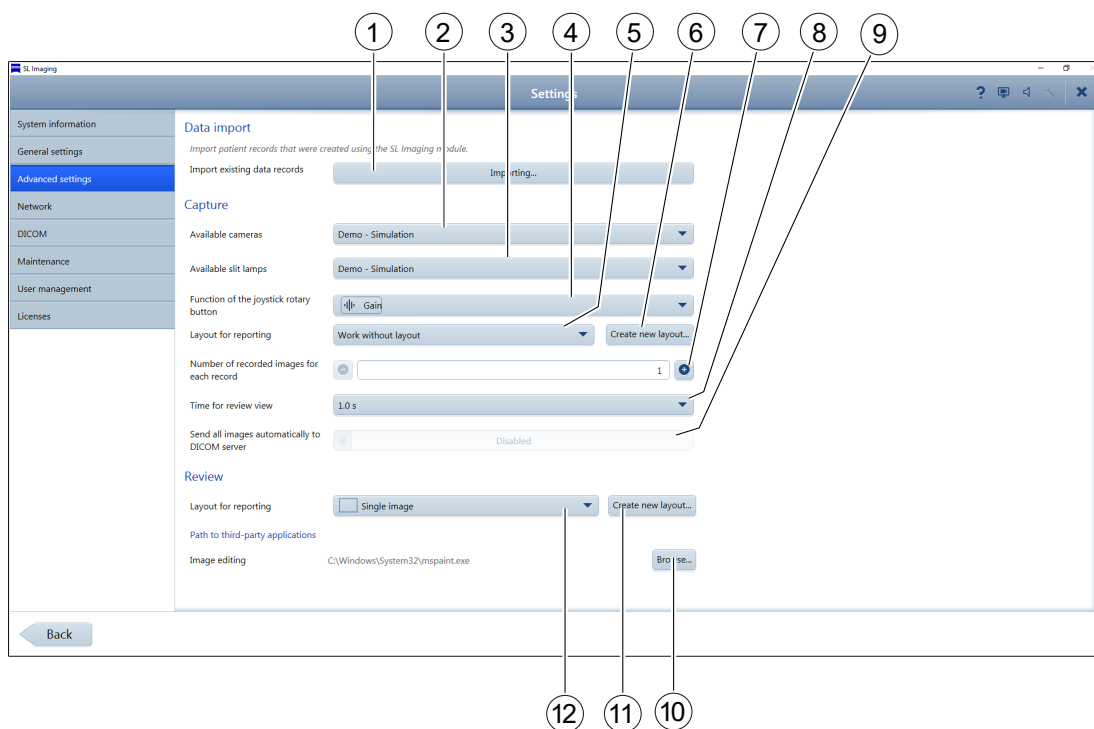 1 2 3 4 5 6 7 8 9
SL Imaging
Settings
System information
General settings
Advanced settings
Network
DICOM
Maintenance
User management
Licenses
Data import
Import patient records that were created using the SL Imaging module.
Import existing data records
Importing...
Capture
Available cameras
Demo - Simulation
Available slit lamps
Demo - Simulation
Function of the joystick rotary
button
Gain
Layout for reporting
Work without layout
Create new layout...
Number of recorded images for
each record
1
Time for review view
1.0 s
Send all images automatically to
DICOM server
Disabled
Review
Layout for reporting
Single image
Create new layout...
Path to third-party applications
Image editing
C:\Windows\System32\mspaint.exe
Browse...
Back
12 11 10